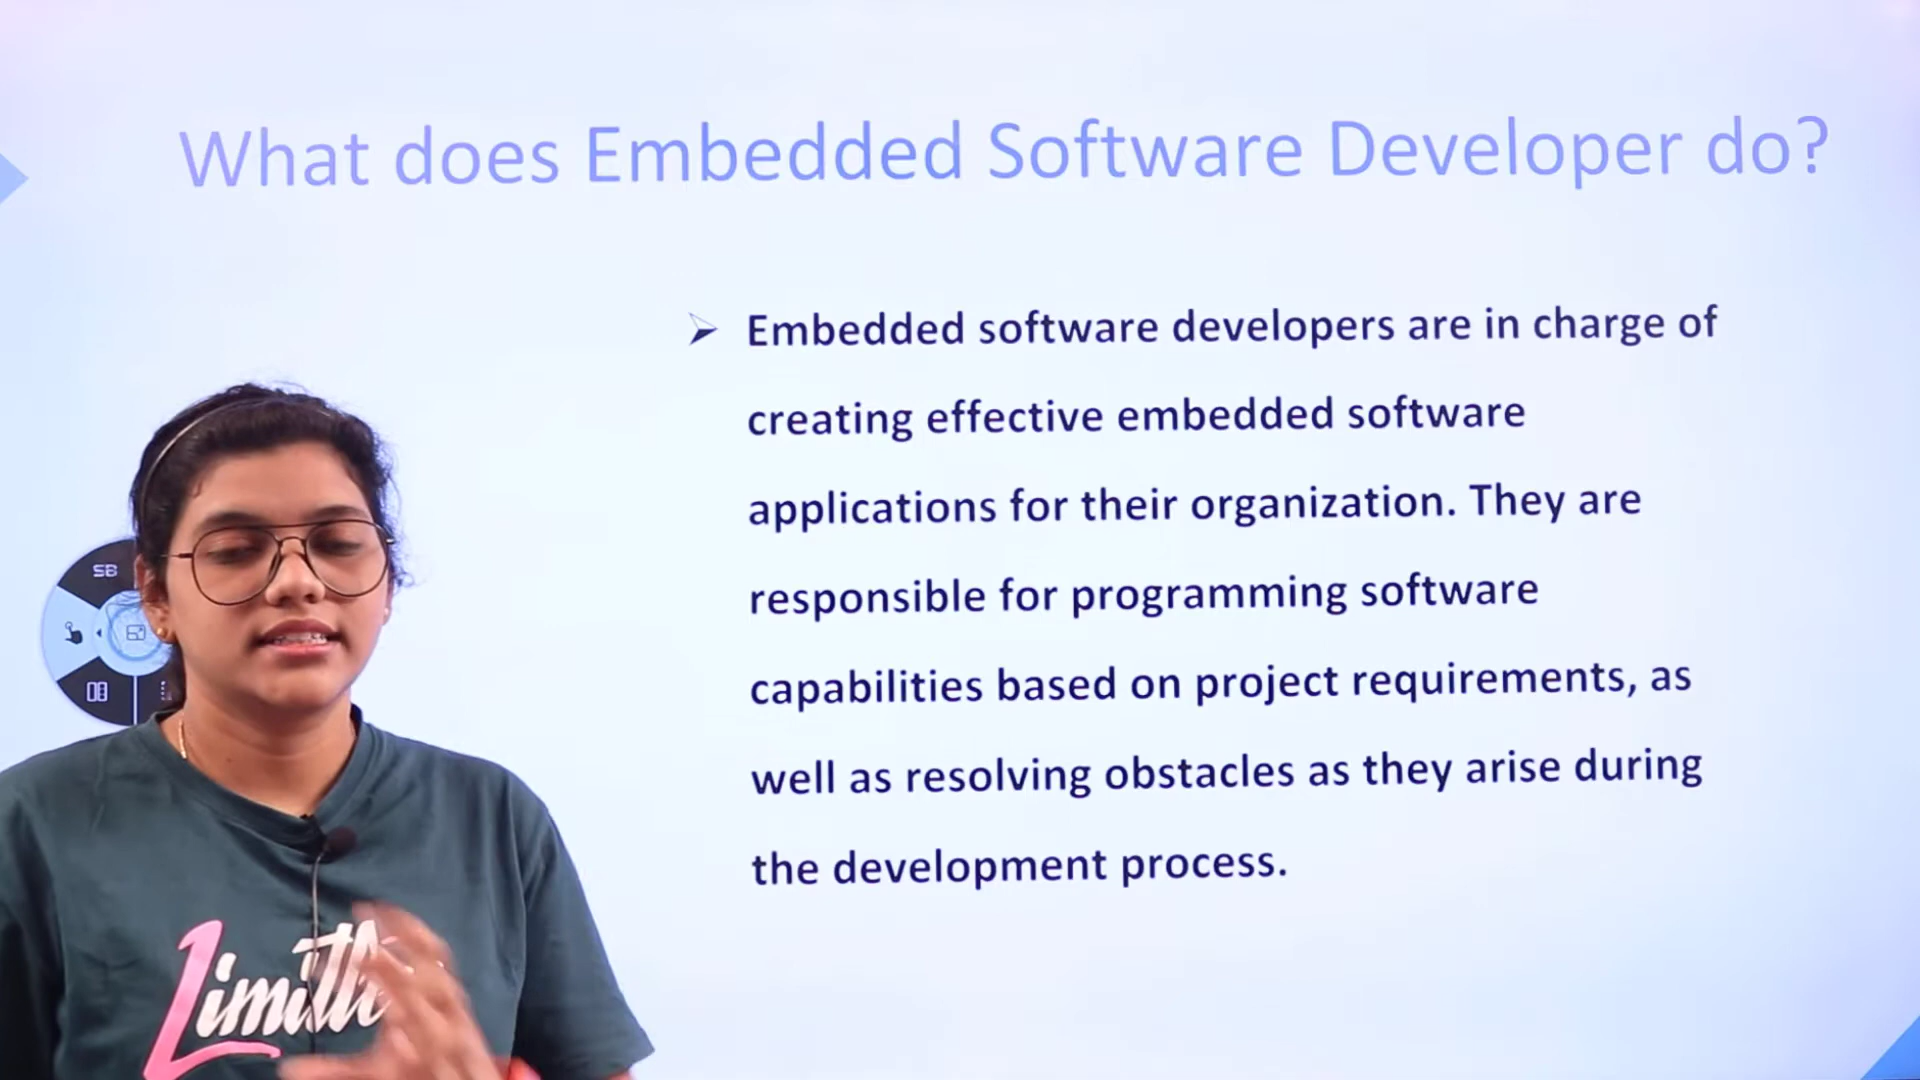 What does Embedded Software Developer do?
Embedded software developers are in charge of
creating effective embedded software
applications for their organization. They are
responsible for programming software
capabilities based on project requirements, as
well as resolving obstacles as they arise during
the development process.
SB